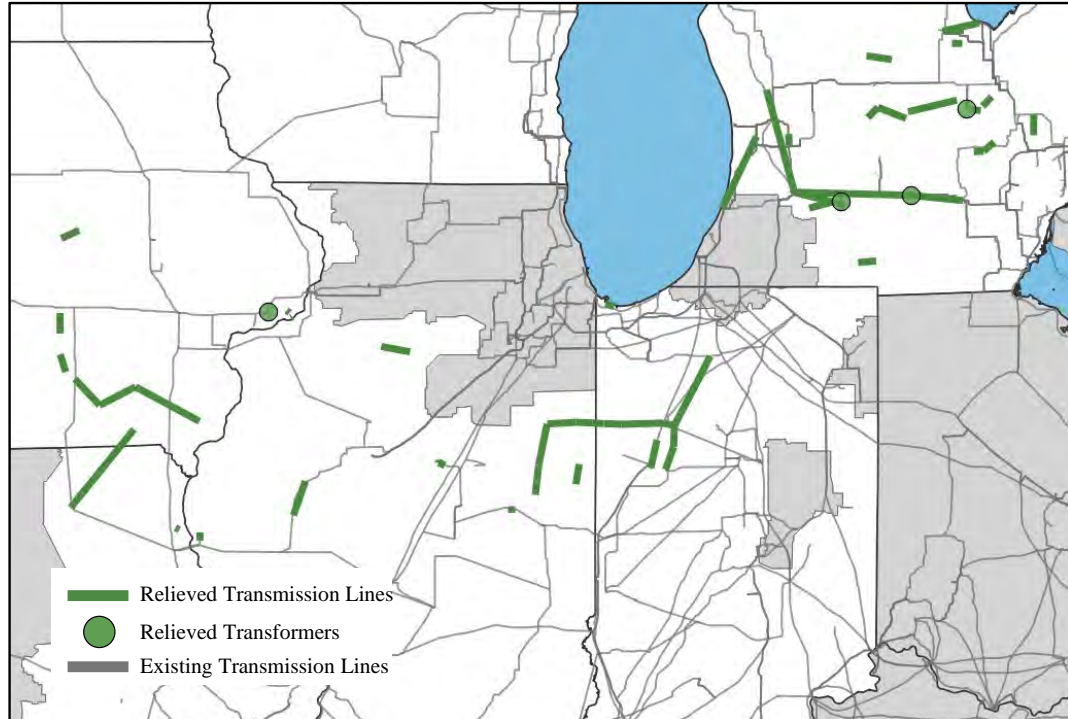 Relieved Transmission Lines
Relieved Transformers
Existing Transmission Lines